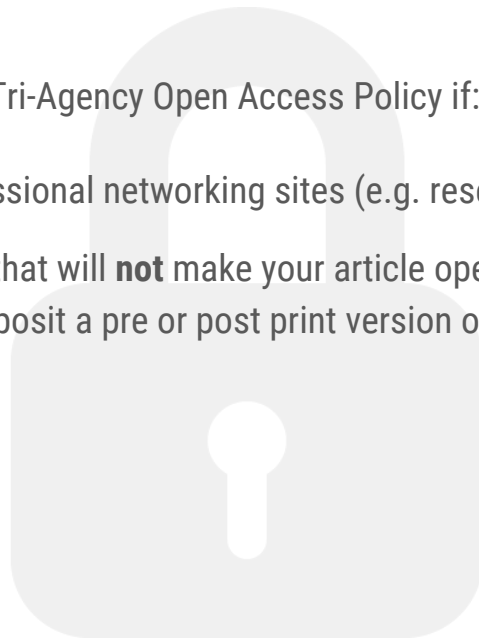 Tri-Agency Open Access Policy if:
ssional networking sites (e.g. rese
that will not make your article ope
posit a pre or post print version o